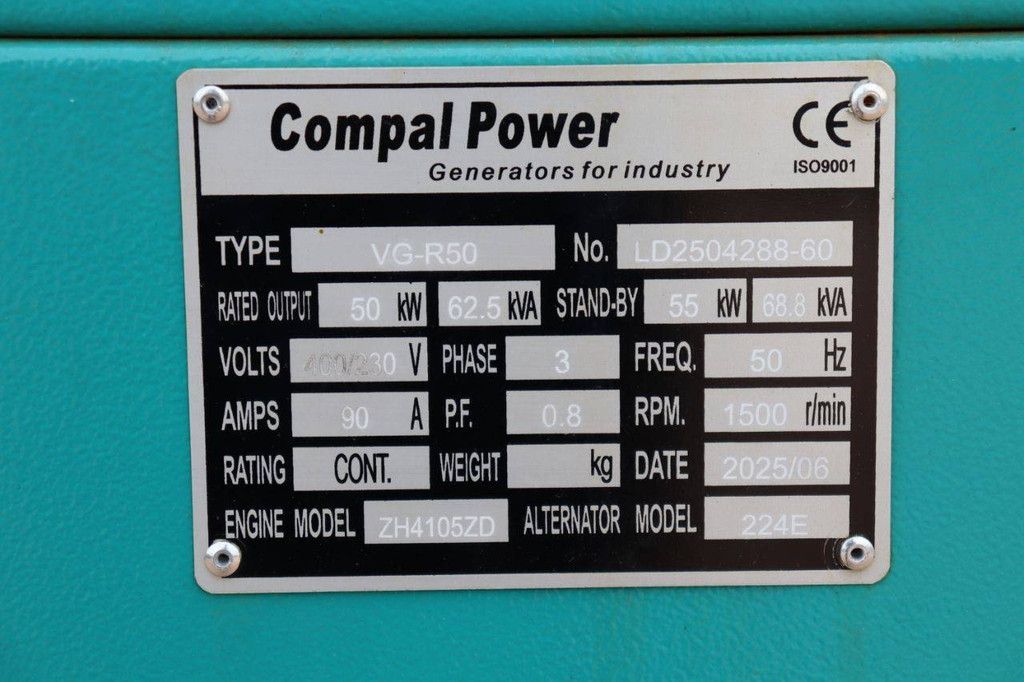 Compal Power
CE
Generators for industry
ISO9001
TYPE VG-R50 No. LD2504288-60
RATED OUTPUT 50 kW 62.5 kVA STAND-BY 55 kW 68.8 kVA
VOLTS 400/230 V PHASE 3 FREQ. 50 Hz
AMPS 90 A P.F. 0.8 RPM. 1500 r/min
RATING CONT. WEIGHT kg DATE 2025/06
ENGINE MODEL ZH4105ZD ALTERNATOR MODEL 224E